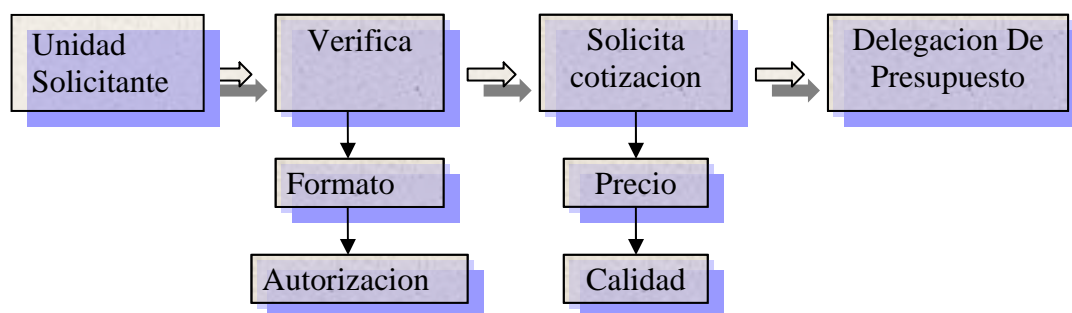 Unidad
Solicitante
Verifica
Solicita
cotizacion
Delegacion De
Presupuesto
Formato
Precio
Autorizacion
Calidad